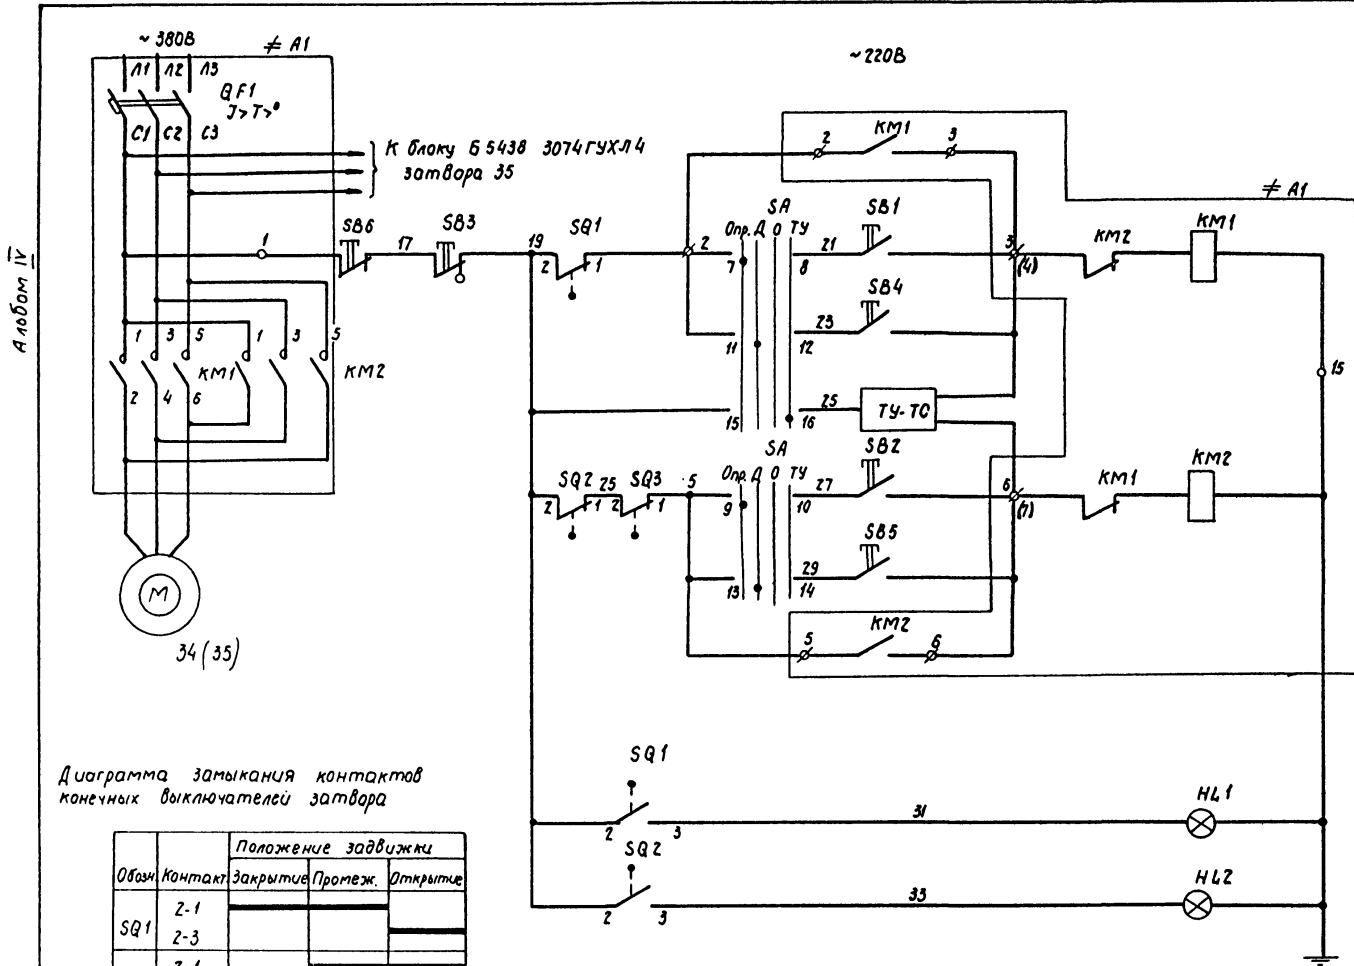 Альбом IV
~380В
≠ А1
~220В
Л1 Л2 Л3
QF1
I> T>°
С1 С2 С3
К блоку Б5438 3074ГУХЛ4
затвора 35
2 КМ1 3
≠ А1
1 SB6 17 SB3 19 SQ1
2 1
2
SA
Опр. Д О ТУ
7 8
21 SB1
3
(4)
КМ2 КМ1
SB4
11 12 23
15 16 25 ТУ-ТС
15
1 3 5 1 3 5
КМ1 КМ2
2 4 6
SA
SQ2 25 SQ3 5
2 1 2 1
Опр. Д О ТУ
9 10
27 SB2
6
(7)
КМ1 КМ2
SB5
13 14 29
5 КМ2 6
М
34 (35)
SQ1
2 3 31 HL1
SQ2
2 3 33 HL2
Диаграмма замыкания контактов
конечных выключателей затвора
Обозн. Контакт Положение задвижки
Закрытие Промеж. Открытие
SQ1 2-1
2-3
2-1